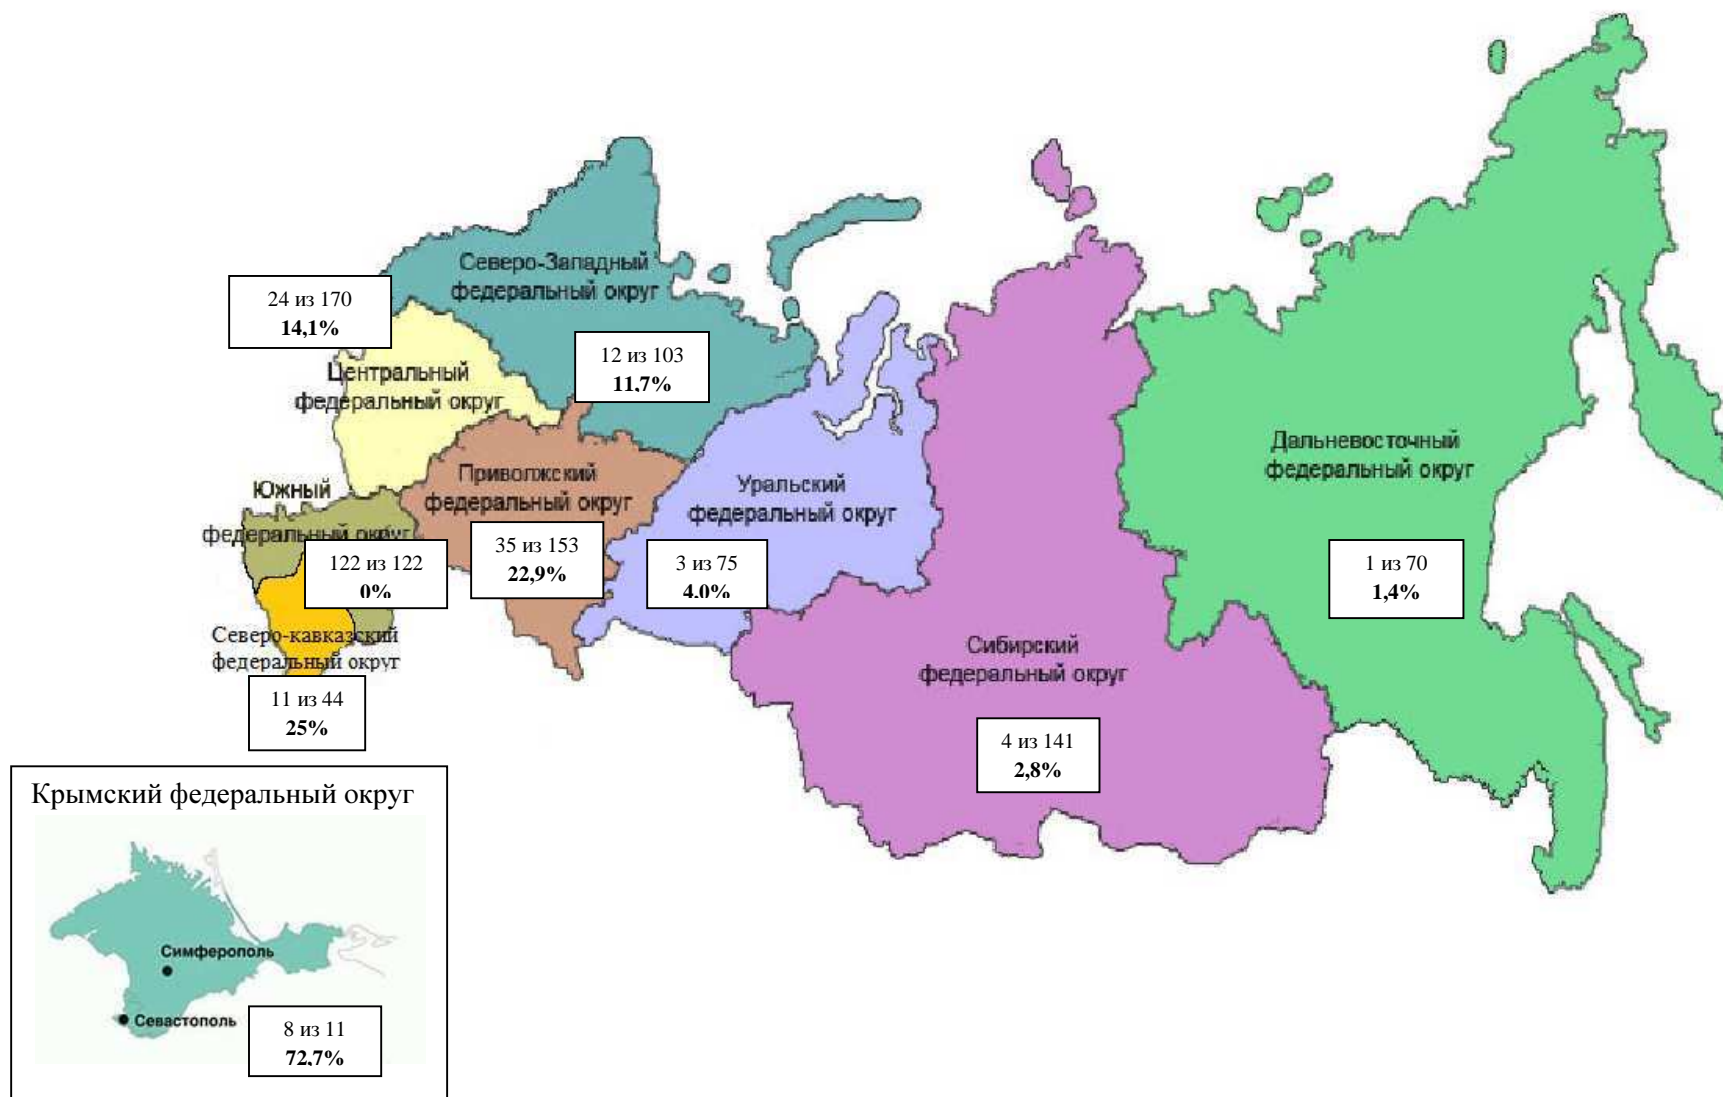 Северо-Западный
федеральный округ
24 из 170
14,1%
12 из 103
11,7%
Центральный
федеральный округ
Дальневосточный
федеральный округ
Приволжский
федеральный округ
Уральский
федеральный округ
Южный
федеральный округ
35 из 153
22,9%
122 из 122
0%
3 из 75
4,0%
1 из 70
1,4%
Северо-кавказский
федеральный округ
Сибирский
федеральный округ
11 из 44
25%
4 из 141
2,8%
Крымский федеральный округ
Симферополь
Севастополь
8 из 11
72,7%